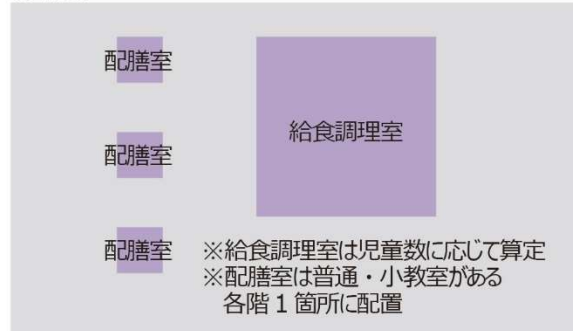 配膳室
給食調理室
配膳室
配膳室
※給食調理室は児童数に応じて算定
※配膳室は普通・小教室がある
各階1箇所に配置